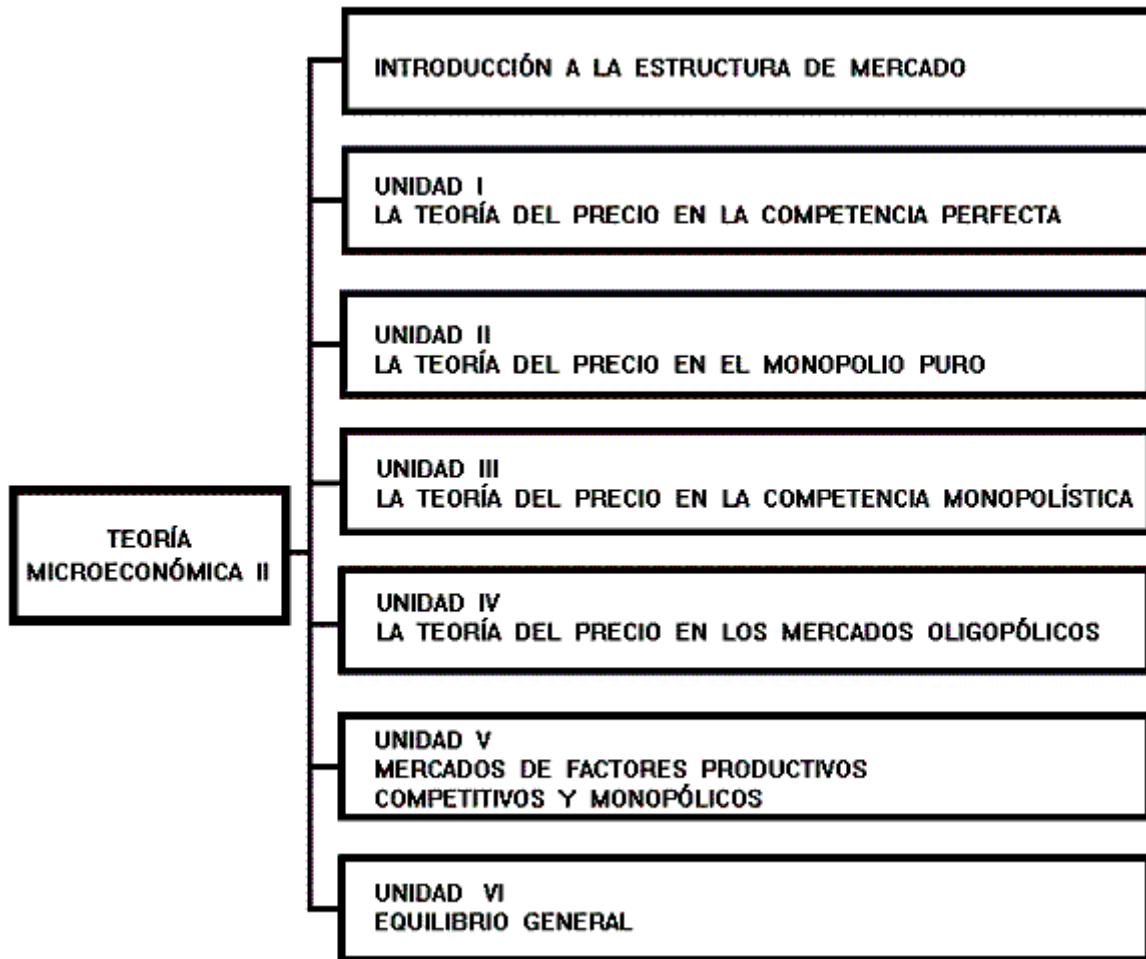 INTRODUCCIÓN A LA ESTRUCTURA DE MERCADO
UNIDAD I
LA TEORÍA DEL PRECIO EN LA COMPETENCIA PERFECTA
UNIDAD II
LA TEORÍA DEL PRECIO EN EL MONOPOLIO PURO
UNIDAD III
LA TEORÍA DEL PRECIO EN LA COMPETENCIA MONOPOLÍSTICA
TEORÍA
MICROECONÓMICA II
UNIDAD IV
LA TEORÍA DEL PRECIO EN LOS MERCADOS OLIGOPÓLICOS
UNIDAD V
MERCADOS DE FACTORES PRODUCTIVOS
COMPETITIVOS Y MONOPÓLICOS
UNIDAD VI
EQUILIBRIO GENERAL